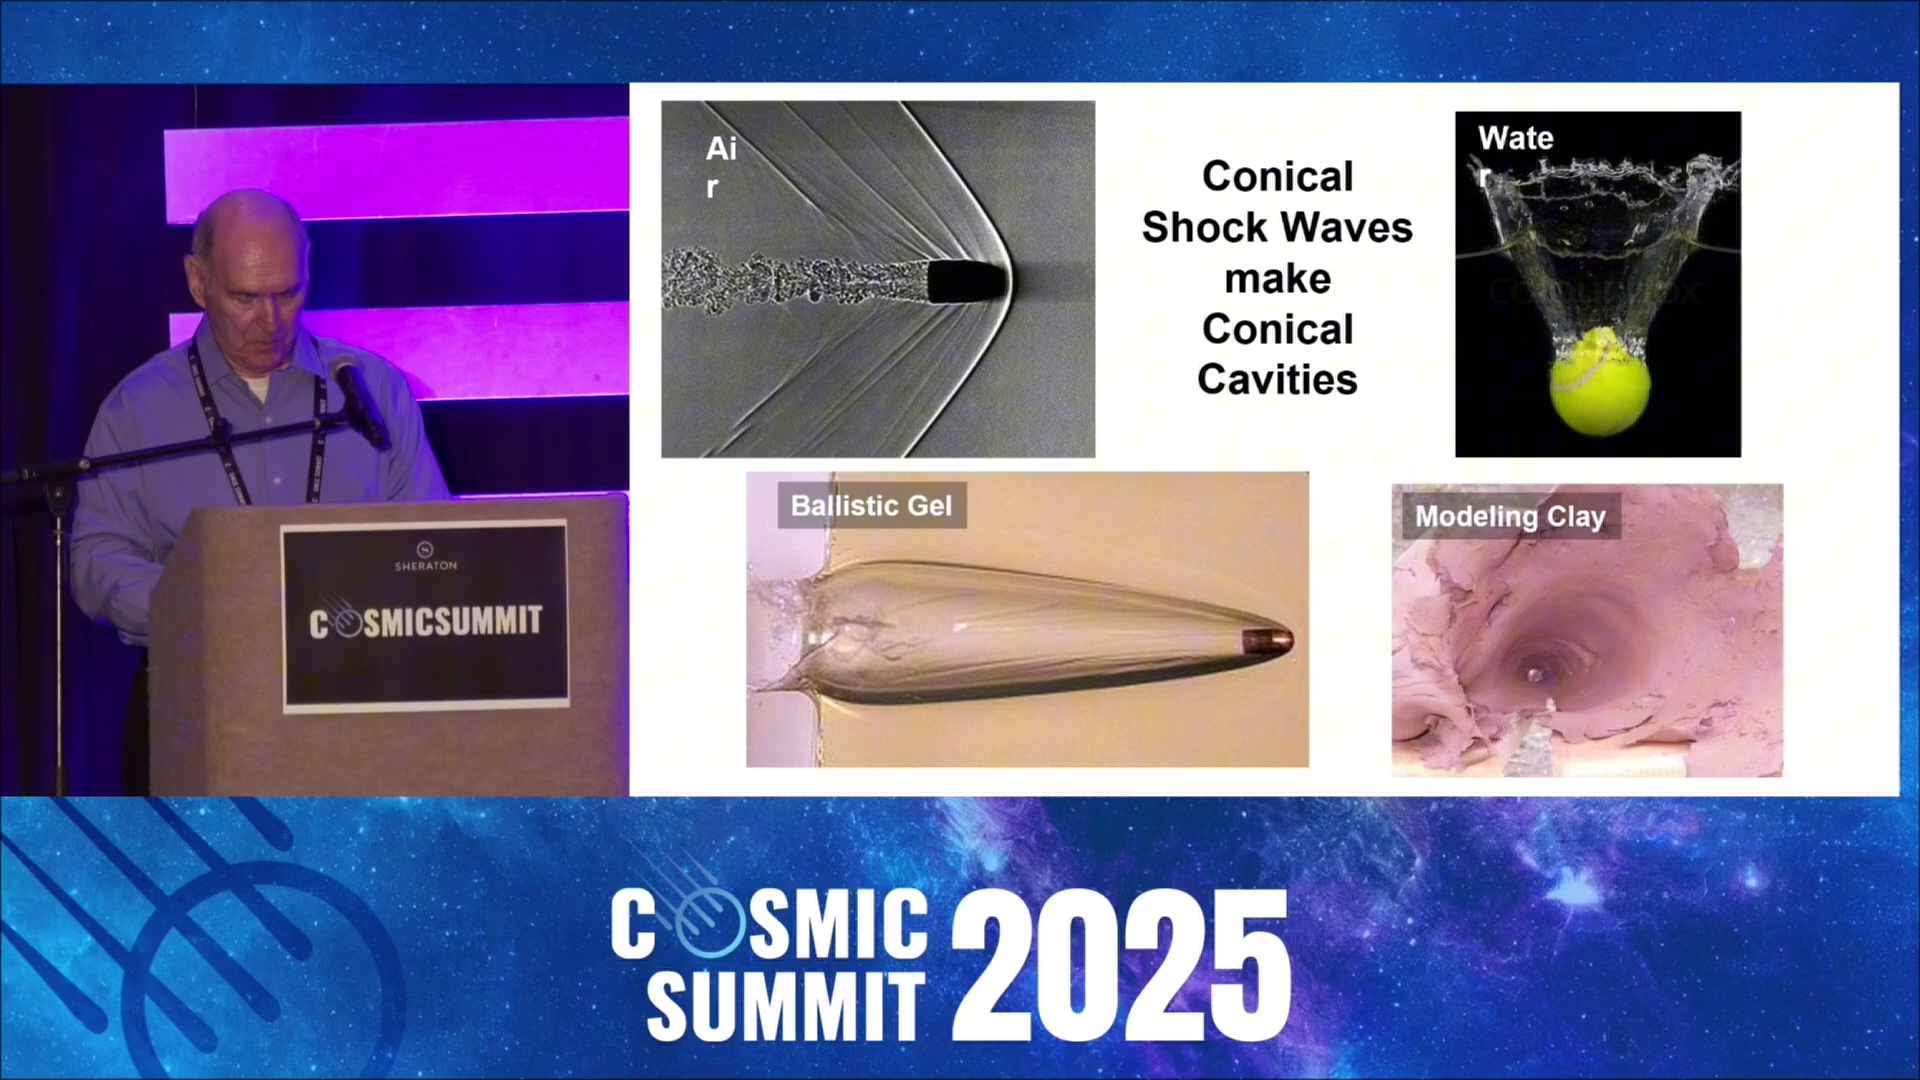 Ai
r
Conical
Shock Waves
make
Conical
Cavities
Wate
r
Ballistic Gel
Modeling Clay
SHERATON
COSMICSUMMIT
COSMIC
SUMMIT
2025